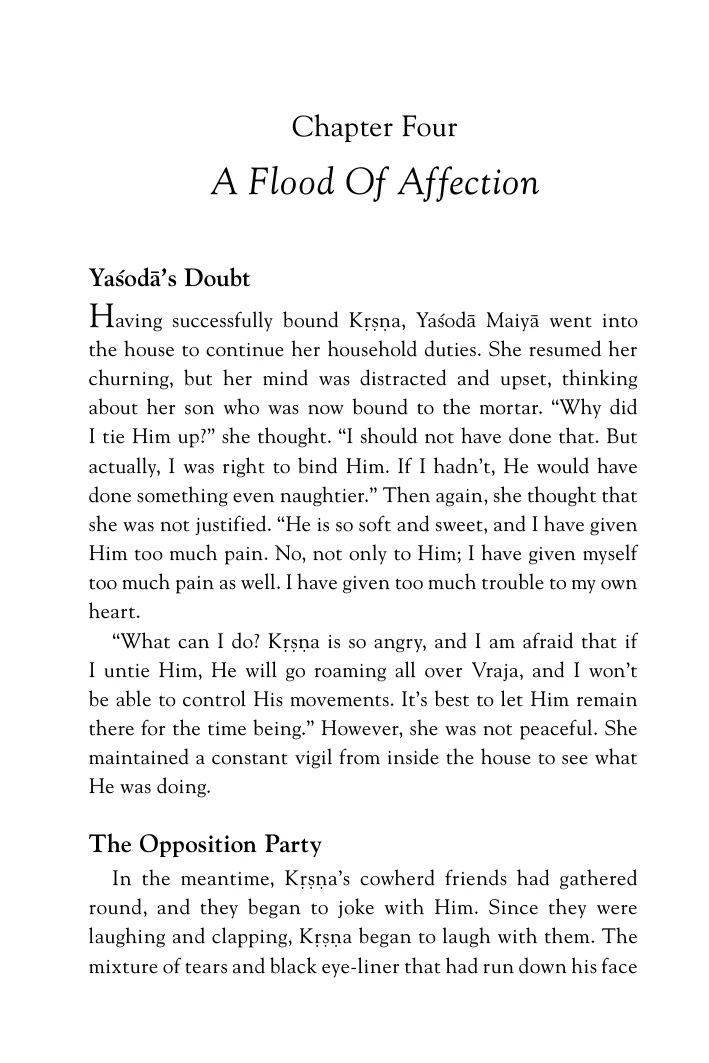 Chapter Four
A Flood Of Affection
Yaśodā’s Doubt
Having successfully bound Kṛṣṇa, Yaśodā Maiyā went into
the house to continue her household duties. She resumed her
churning, but her mind was distracted and upset, thinking
about her son who was now bound to the mortar. “Why did
I tie Him up?” she thought. “I should not have done that. But
actually, I was right to bind Him. If I hadn’t, He would have
done something even naughtier.” Then again, she thought that
she was not justified. “He is so soft and sweet, and I have given
Him too much pain. No, not only to Him; I have given myself
too much pain as well. I have given too much trouble to my own
heart.
“What can I do? Kṛṣṇa is so angry, and I am afraid that if
I untie Him, He will go roaming all over Vraja, and I won’t
be able to control His movements. It’s best to let Him remain
there for the time being.” However, she was not peaceful. She
maintained a constant vigil from inside the house to see what
He was doing.
The Opposition Party
In the meantime, Kṛṣṇa’s cowherd friends had gathered
round, and they began to joke with Him. Since they were
laughing and clapping, Kṛṣṇa began to laugh with them. The
mixture of tears and black eye-liner that had run down his face